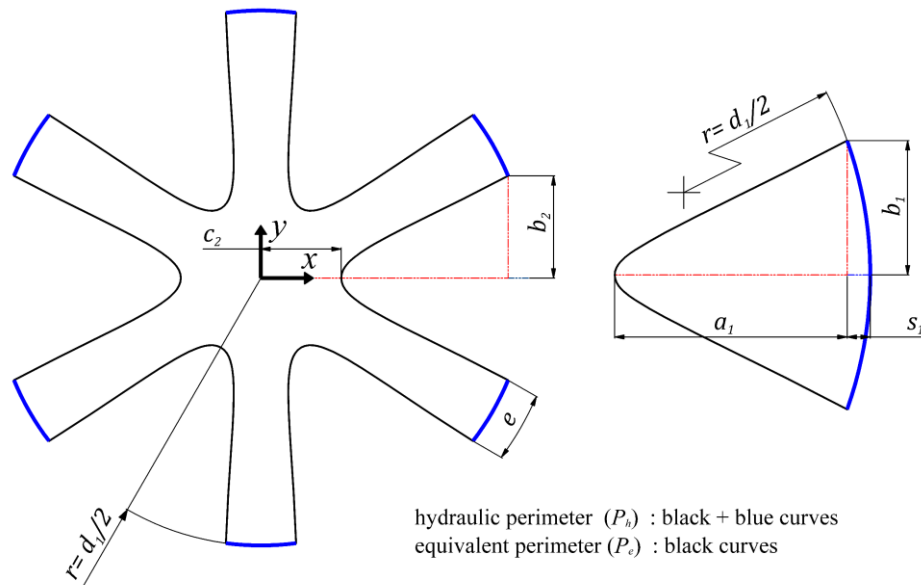 r= d₁/2
b₁
y
c₂
x
b₂
a₁
s₁
e
r= d₁/2
hydraulic perimeter (Pₕ) : black + blue curves
equivalent perimeter (Pₑ) : black curves